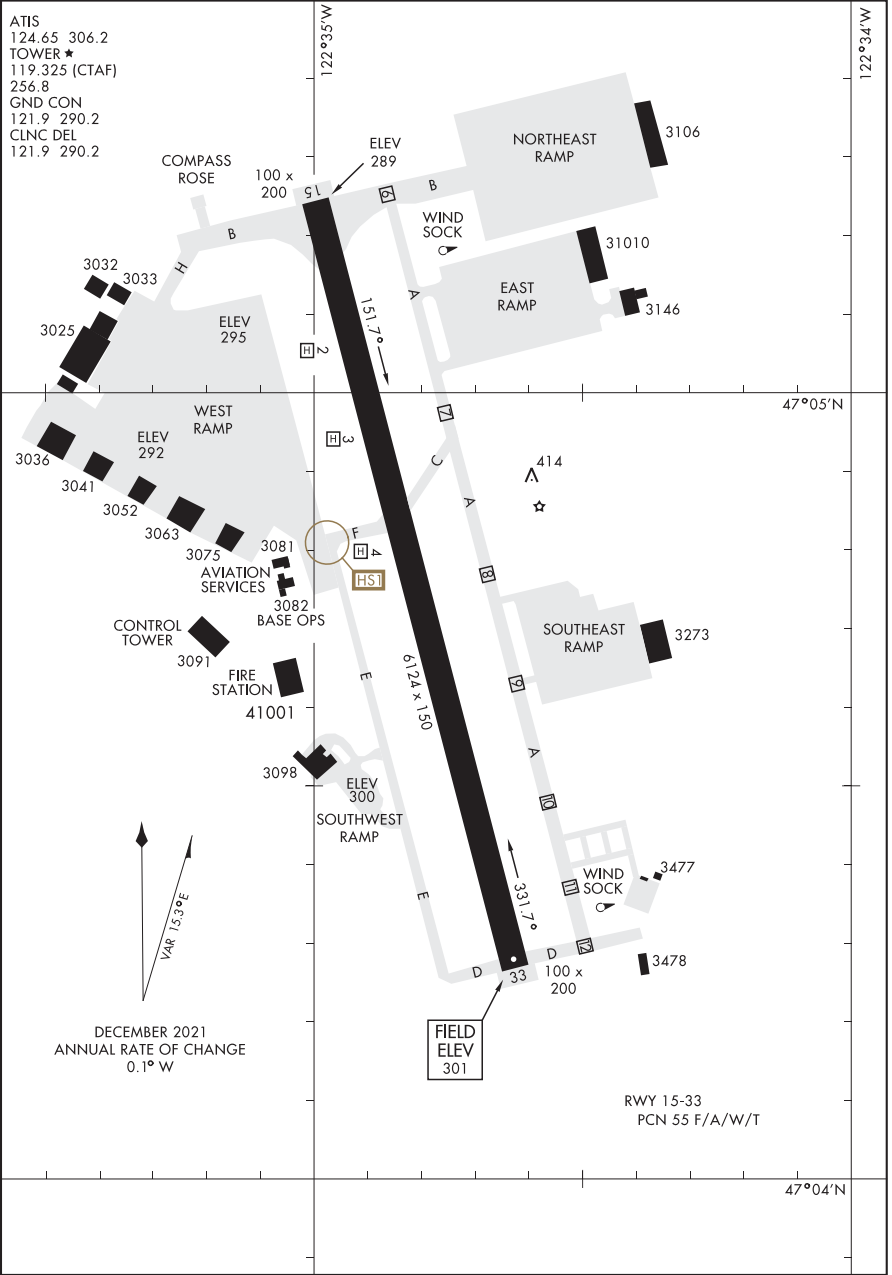 ATIS
124.65 306.2
TOWER ★
119.325 (CTAF)
256.8
GND CON
121.9 290.2
CLNC DEL
121.9 290.2
122°35'W
122°34'W
COMPASS
ROSE
100 x
200
ELEV
289
15
B
6
B
NORTHEAST
RAMP
3106
WIND
SOCK
H
A
3032
3033
3025
ELEV
295
31010
EAST
RAMP
3146
151.7°
H 2
47°05'N
WEST
RAMP
7
H 3
ELEV
292
3036
3041
3052
3063
3075
C
A
414
F
H 4
HS1
8
3081
AVIATION
SERVICES
3082
BASE OPS
CONTROL
TOWER
3091
FIRE
STATION
41001
SOUTHEAST
RAMP
3273
E
6124 x 150
9
A
3098
ELEV
300
SOUTHWEST
RAMP
10
VAR 15.3°E
E
331.7°
11
WIND
SOCK
3477
D
33
D
12
100 x
200
3478
FIELD
ELEV
301
DECEMBER 2021
ANNUAL RATE OF CHANGE
0.1° W
RWY 15-33
PCN 55 F/A/W/T
47°04'N